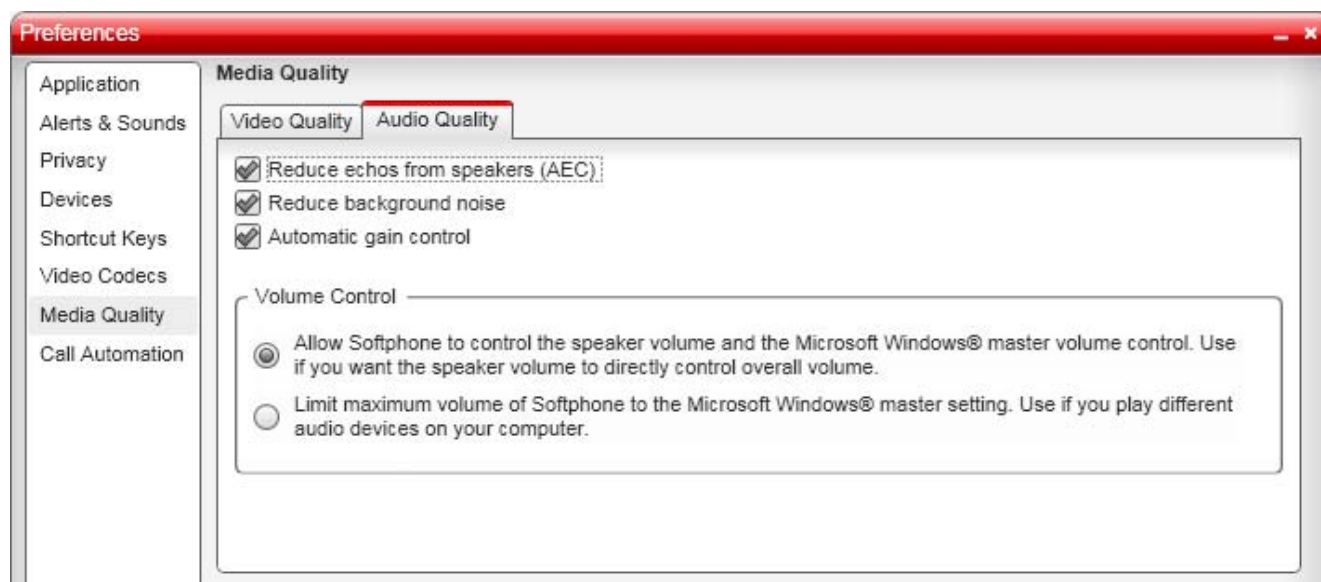 Preferences
Application
Alerts & Sounds
Privacy
Devices
Shortcut Keys
Video Codecs
Media Quality
Call Automation
Media Quality
Video Quality
Audio Quality
Reduce echos from speakers (AEC)
Reduce background noise
Automatic gain control
Volume Control
Allow Softphone to control the speaker volume and the Microsoft Windows® master volume control. Use
if you want the speaker volume to directly control overall volume.
Limit maximum volume of Softphone to the Microsoft Windows® master setting. Use if you play different
audio devices on your computer.